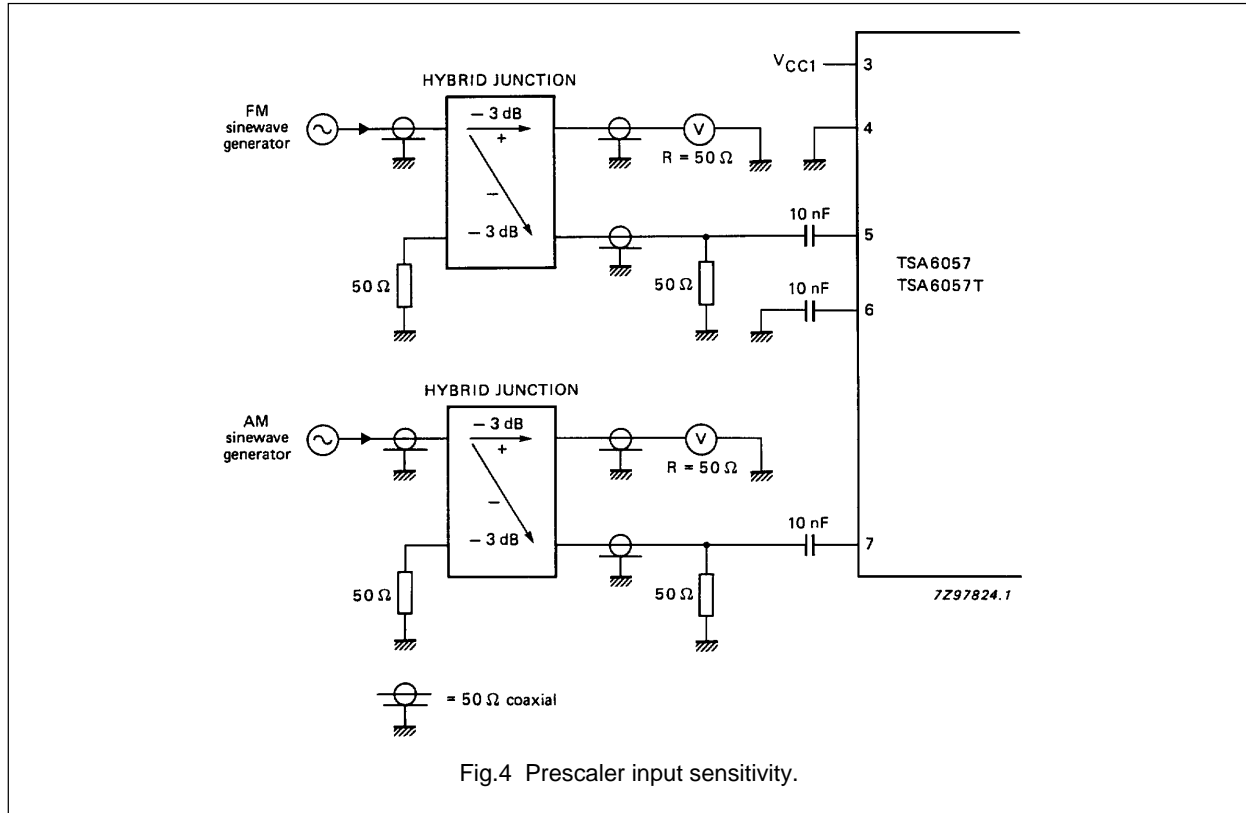 VCC1
3
HYBRID JUNCTION
FM
sinewave
generator
− 3 dB
+
V
R = 50 Ω
4
−
− 3 dB
10 nF
5
TSA6057
TSA6057T
50 Ω
50 Ω
10 nF
6
HYBRID JUNCTION
AM
sinewave
generator
− 3 dB
+
V
R = 50 Ω
−
− 3 dB
10 nF
7
50 Ω
50 Ω
7Z97824.1
= 50 Ω coaxial
Fig.4 Prescaler input sensitivity.